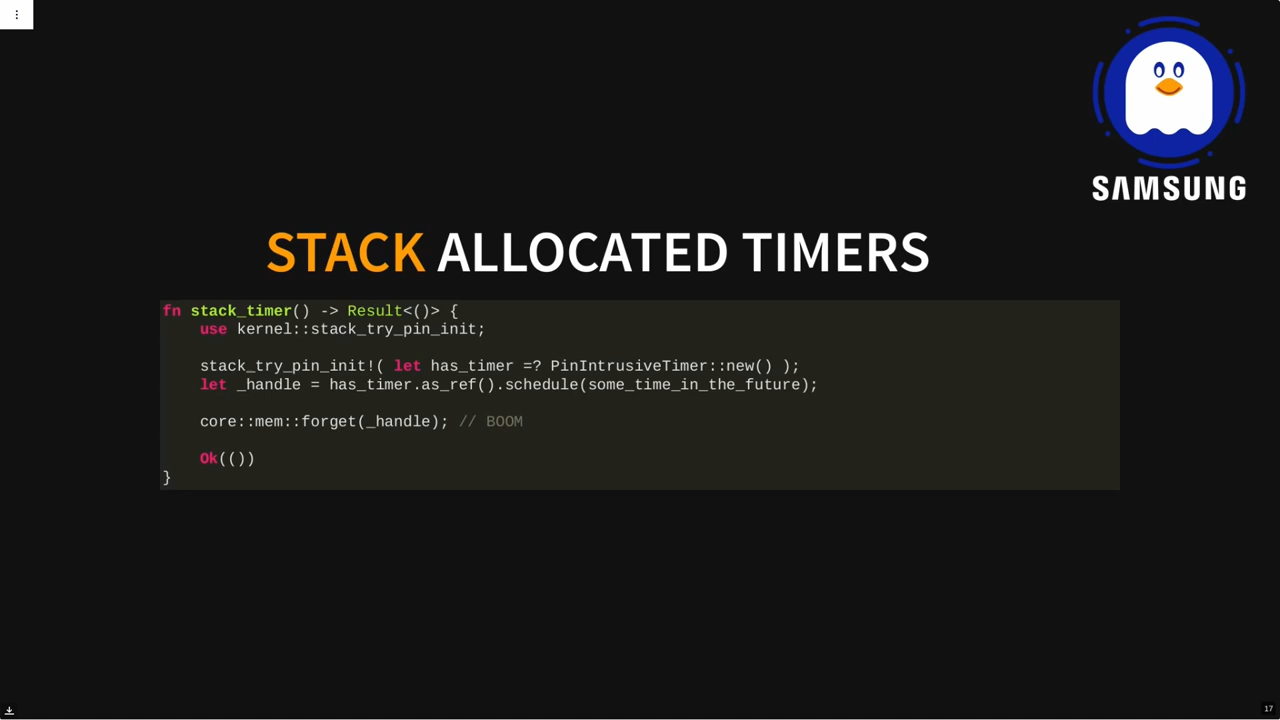 SAMSUNG
STACK ALLOCATED TIMERS
fn stack_timer() -> Result<()> {
    use kernel::stack_try_pin_init;
    stack_try_pin_init!( let has_timer =? PinIntrusiveTimer::new() );
    let _handle = has_timer.as_ref().schedule(some_time_in_the_future);
    core::mem::forget(_handle); // BOOM
    Ok(())
}
17